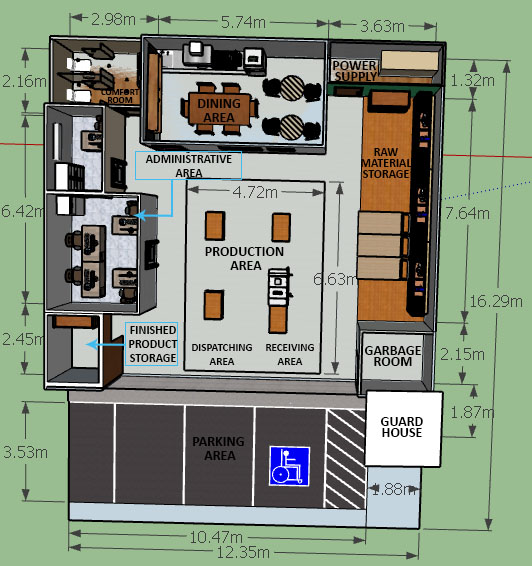 2.98m
5.74m
3.63m
2.16m
COMFORT
ROOM
DINING
AREA
POWER
SUPPLY
1.32m
ADMINISTRATIVE
AREA
RAW
MATERIAL
STORAGE
4.72m
6.42m
7.64m
PRODUCTION
AREA
6.63m
16.29m
FINISHED
PRODUCT
STORAGE
2.45m
DISPATCHING
AREA
RECEIVING
AREA
GARBAGE
ROOM
2.15m
1.87m
GUARD
HOUSE
PARKING
AREA
3.53m
1.88m
10.47m
12.35m